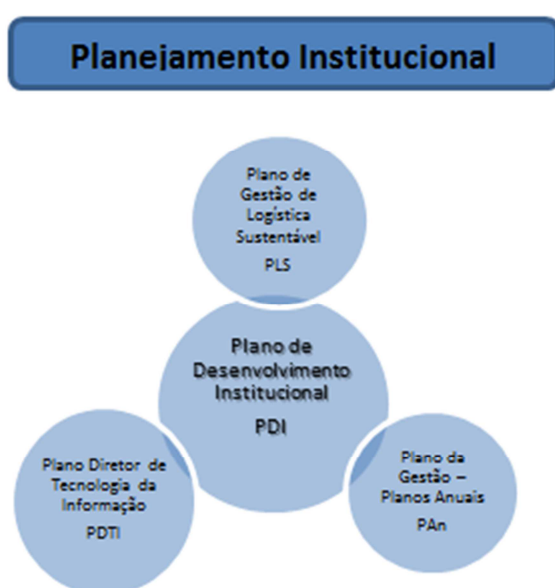 Planejamento Institucional
Plano de
Gestão de
Logística
Sustentável
PLS
Plano de
Desenvolvimento
Institucional
PDI
Plano Diretor de
Tecnologia da
Informação
PDTI
Plano da
Gestão –
Planos Anuais
PAn